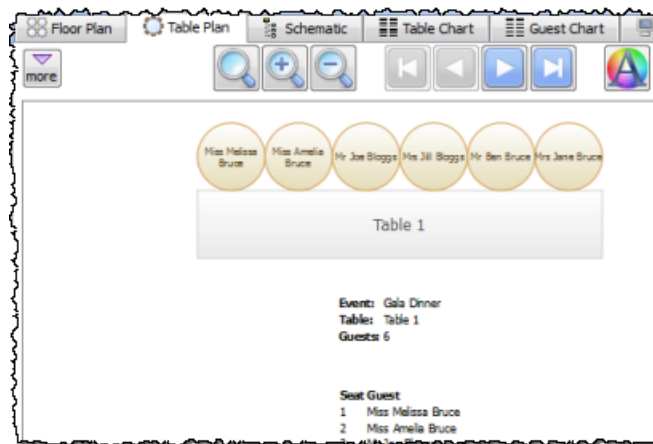 Floor Plan Table Plan Schematic Table Chart Guest Chart
more
A
Miss Melissa Miss Amelia Mr Joe Bloggs Mrs Jill Bloggs Mr Ben Bruce Mrs Jane Bruce
Bruce Bruce
Table 1
Event: Gala Dinner
Table: Table 1
Guests: 6
Seat Guest
1 Miss Melissa Bruce
2 Miss Amelia Bruce